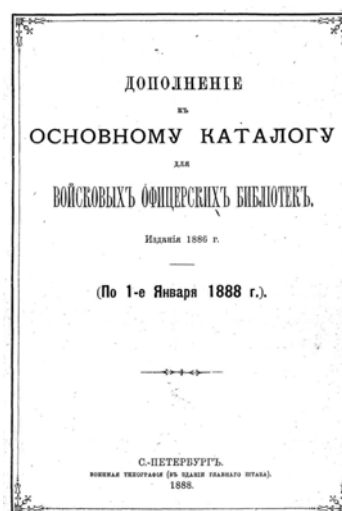 ДОПОЛНЕНІЕ
КЪ
ОСНОВНОМУ КАТАЛОГУ
ДЛЯ
ВОЙСКОВЫХЪ ОФИЦЕРСКИХЪ БИБЛІОТЕКЪ.
Изданія 1886 г.
(По 1-е Января 1888 г.).
С.-ПЕТЕРБУРГЪ.
ВОЕННАЯ ТИПОГРАФІЯ (ВЪ ЗДАНІИ ГЛАВНАГО ШТАБА).
1888.